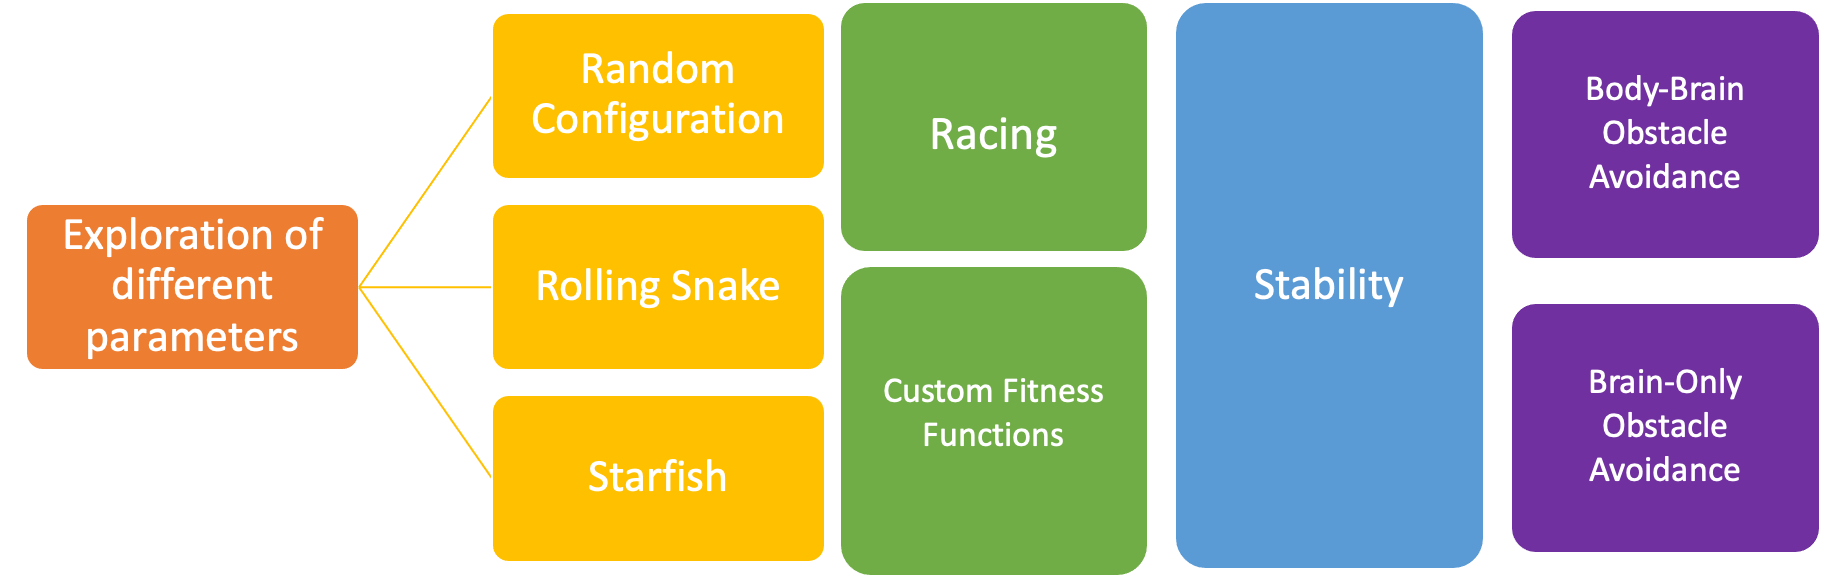 Exploration of
different
parameters
Random
Configuration
Rolling Snake
Starfish
Racing
Custom Fitness
Functions
Stability
Body-Brain
Obstacle
Avoidance
Brain-Only
Obstacle
Avoidance